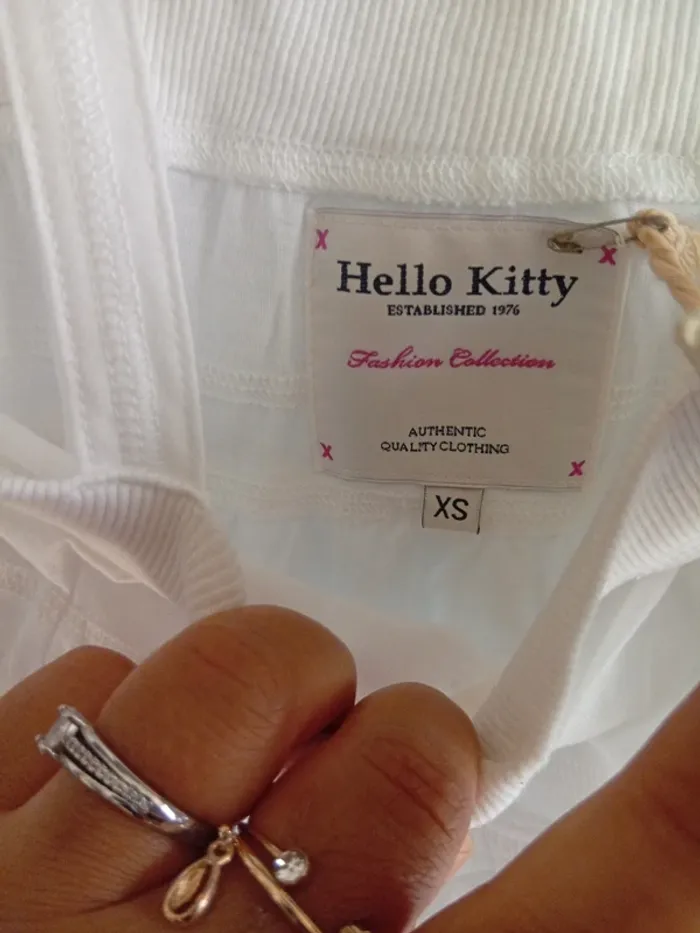 Hello Kitty
ESTABLISHED 1976
Fashion Collection
AUTHENTIC
QUALITY CLOTHING
XS